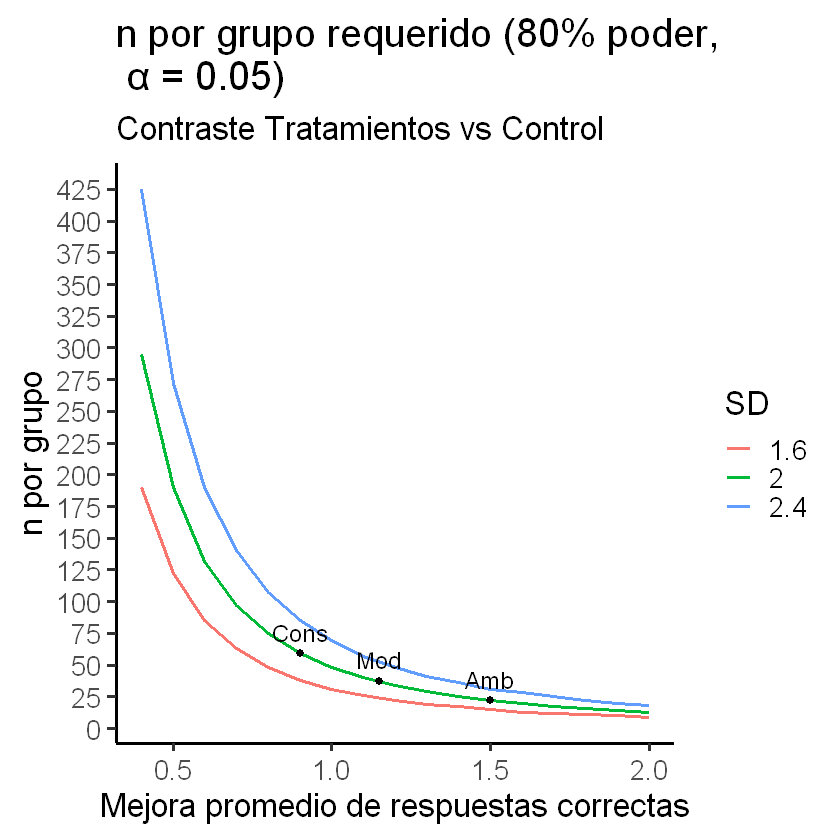 n por grupo requerido (80% poder,
α = 0.05)
Contraste Tratamientos vs Control
n por grupo
425
400
375
350
325
300
275
250
225
200
175
150
125
100
75
50
25
0
Cons
Mod
Amb
0.5
1.0
1.5
2.0
Mejora promedio de respuestas correctas
SD
1.6
2
2.4